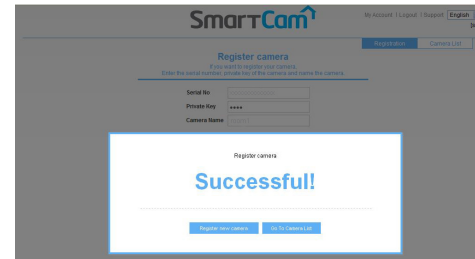 SmarTCam
My Account | Logout | Support English
Registration Camera List
Register camera
If you want to register your camera,
Enter the serial number, private key of the camera and name the camera.
Serial No
Private Key ••••
Camera Name
Register camera
Successful!
Register new camera Go To Camera List